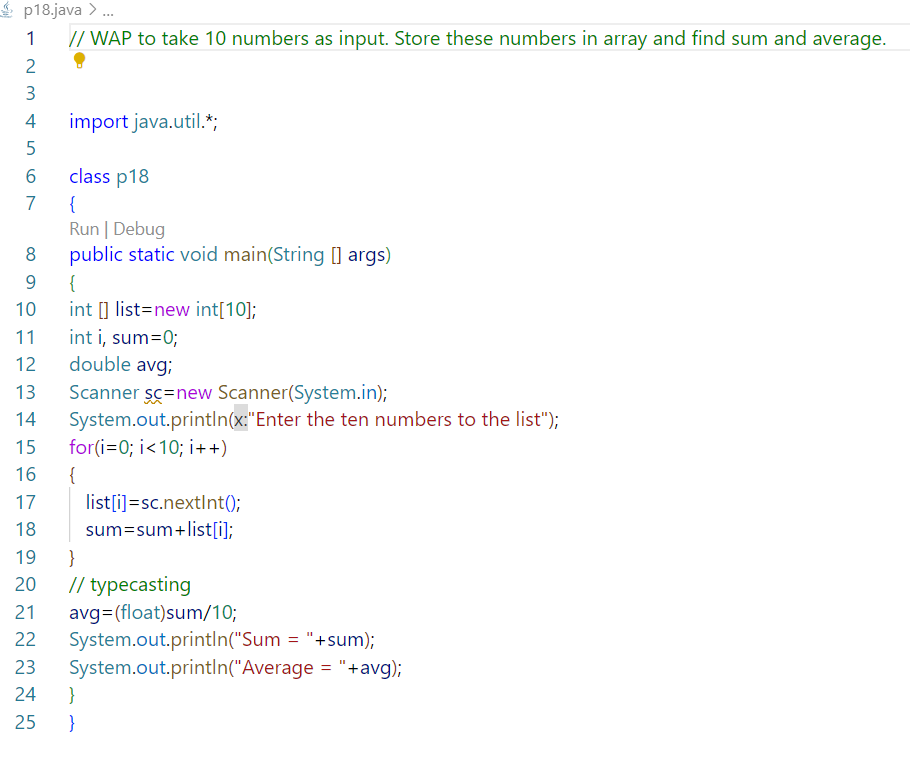 p18.java > ...
1 // WAP to take 10 numbers as input. Store these numbers in array and find sum and average.
2
3
4 import java.util.*;
5
6 class p18
7 {
Run | Debug
8 public static void main(String [] args)
9 {
10 int [] list=new int[10];
11 int i, sum=0;
12 double avg;
13 Scanner sc=new Scanner(System.in);
14 System.out.println(x:"Enter the ten numbers to the list");
15 for(i=0; i<10; i++)
16 {
17 list[i]=sc.nextInt();
18 sum=sum+list[i];
19 }
20 // typecasting
21 avg=(float)sum/10;
22 System.out.println("Sum = "+sum);
23 System.out.println("Average = "+avg);
24 }
25 }